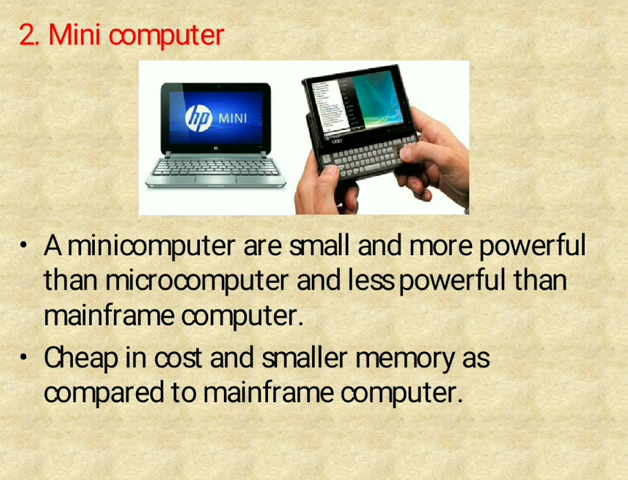 2. Mini computer
hp MINI
• A minicomputer are small and more powerful
than microcomputer and less powerful than
mainframe computer.
• Cheap in cost and smaller memory as
compared to mainframe computer.